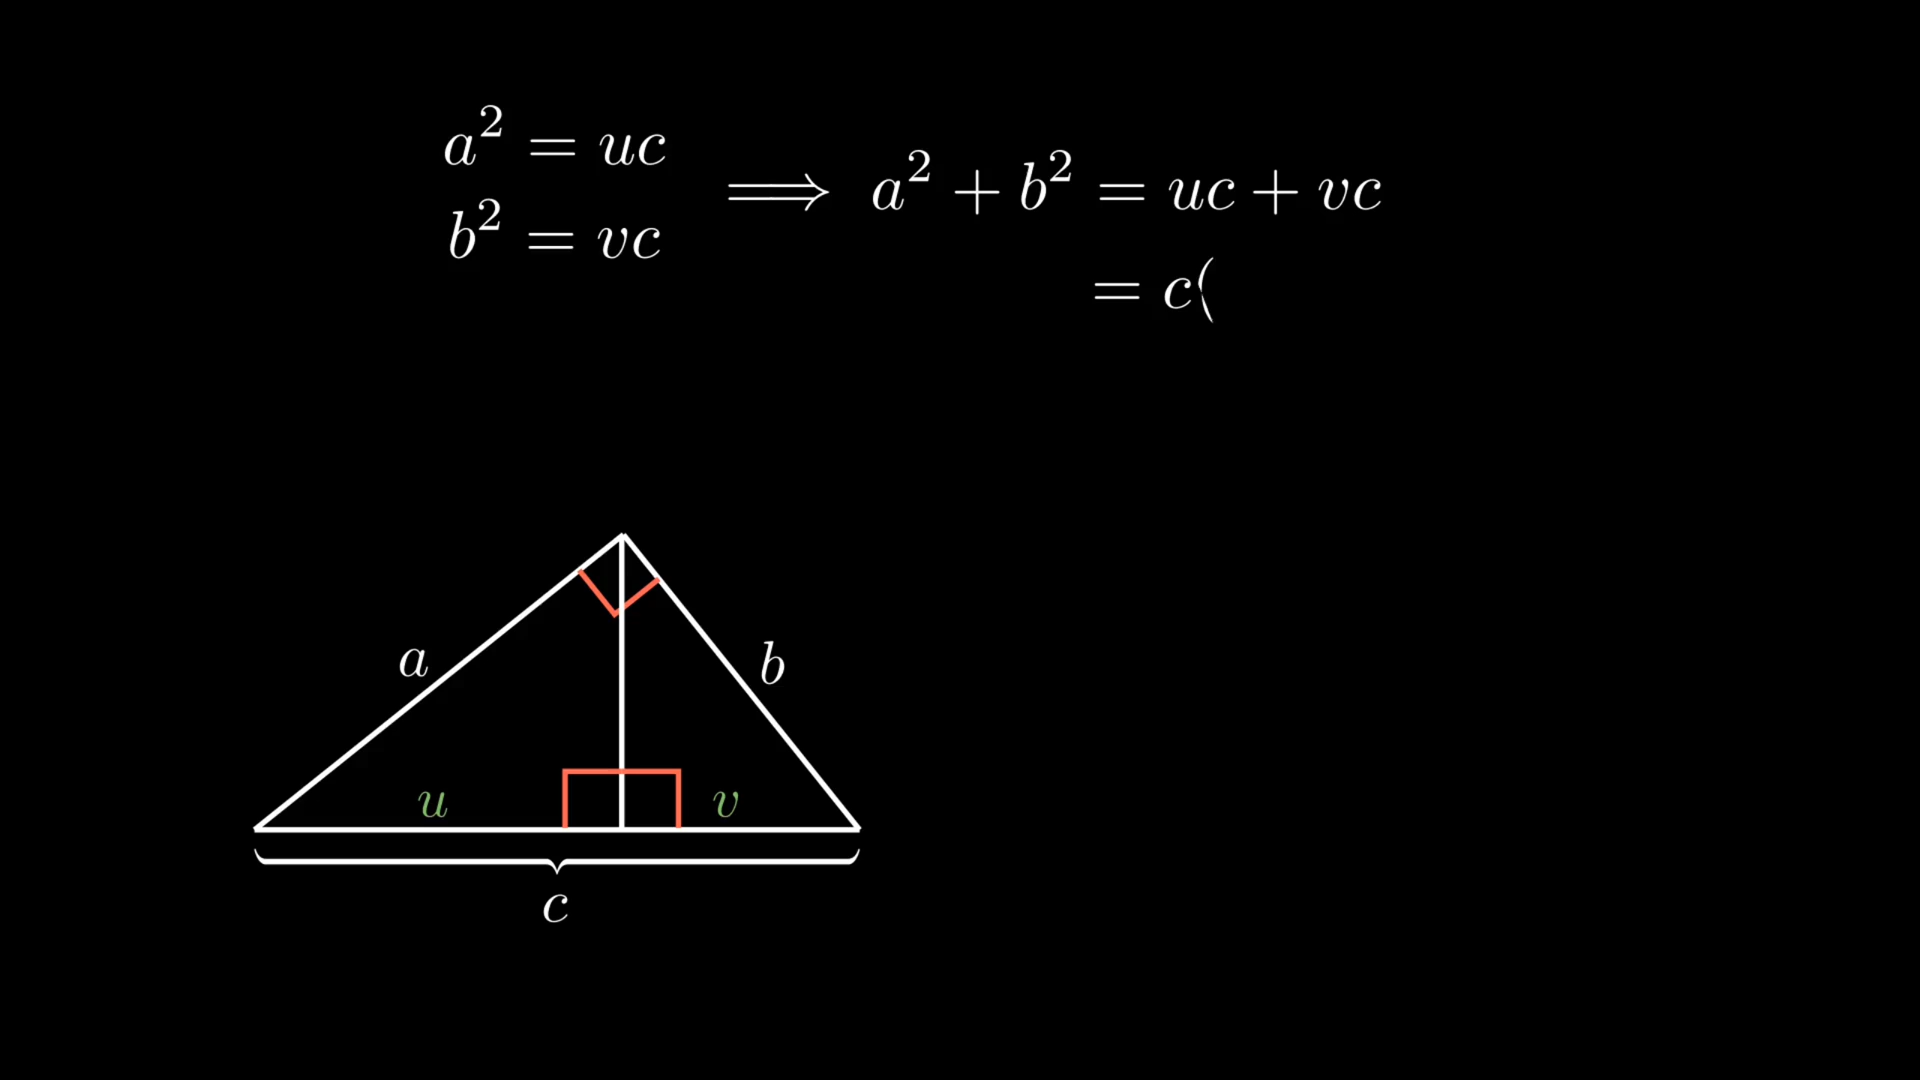 a² = uc
b² = vc
⟹ a² + b² = uc + vc
= c(
a
b
u
v
c